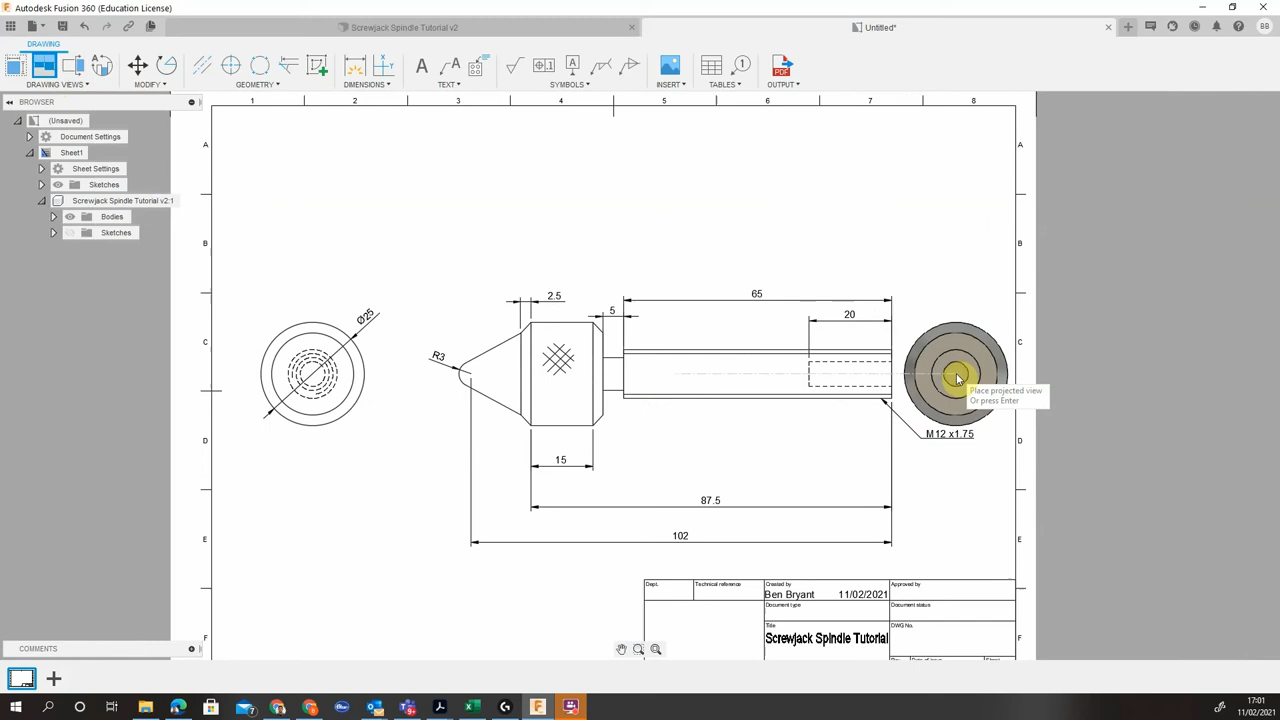 Autodesk Fusion 360 (Education License)
Screwjack Spindle Tutorial v2
Untitled*
BB
DRAWING
DRAWING VIEWS
MODIFY
GEOMETRY
DIMENSIONS
TEXT
SYMBOLS
INSERT
TABLES
OUTPUT
BROWSER
1 2 3 4 5 6 7 8
(Unsaved)
Document Settings
Sheet1
Sheet Settings
Sketches
Screwjack Spindle Tutorial v2:1
Bodies
Sketches
A A
B B
C C
D D
E E
F F
2.5
65
5
20
Ø25
R3
Place projected view
Or press Enter
M12 x1.75
15
87.5
102
Dept.
Technical reference
Created by
Approved by
Ben Bryant 11/02/2021
Document type
Document status
Title
DWG No.
Screwjack Spindle Tutorial
COMMENTS
17:01
11/02/2021